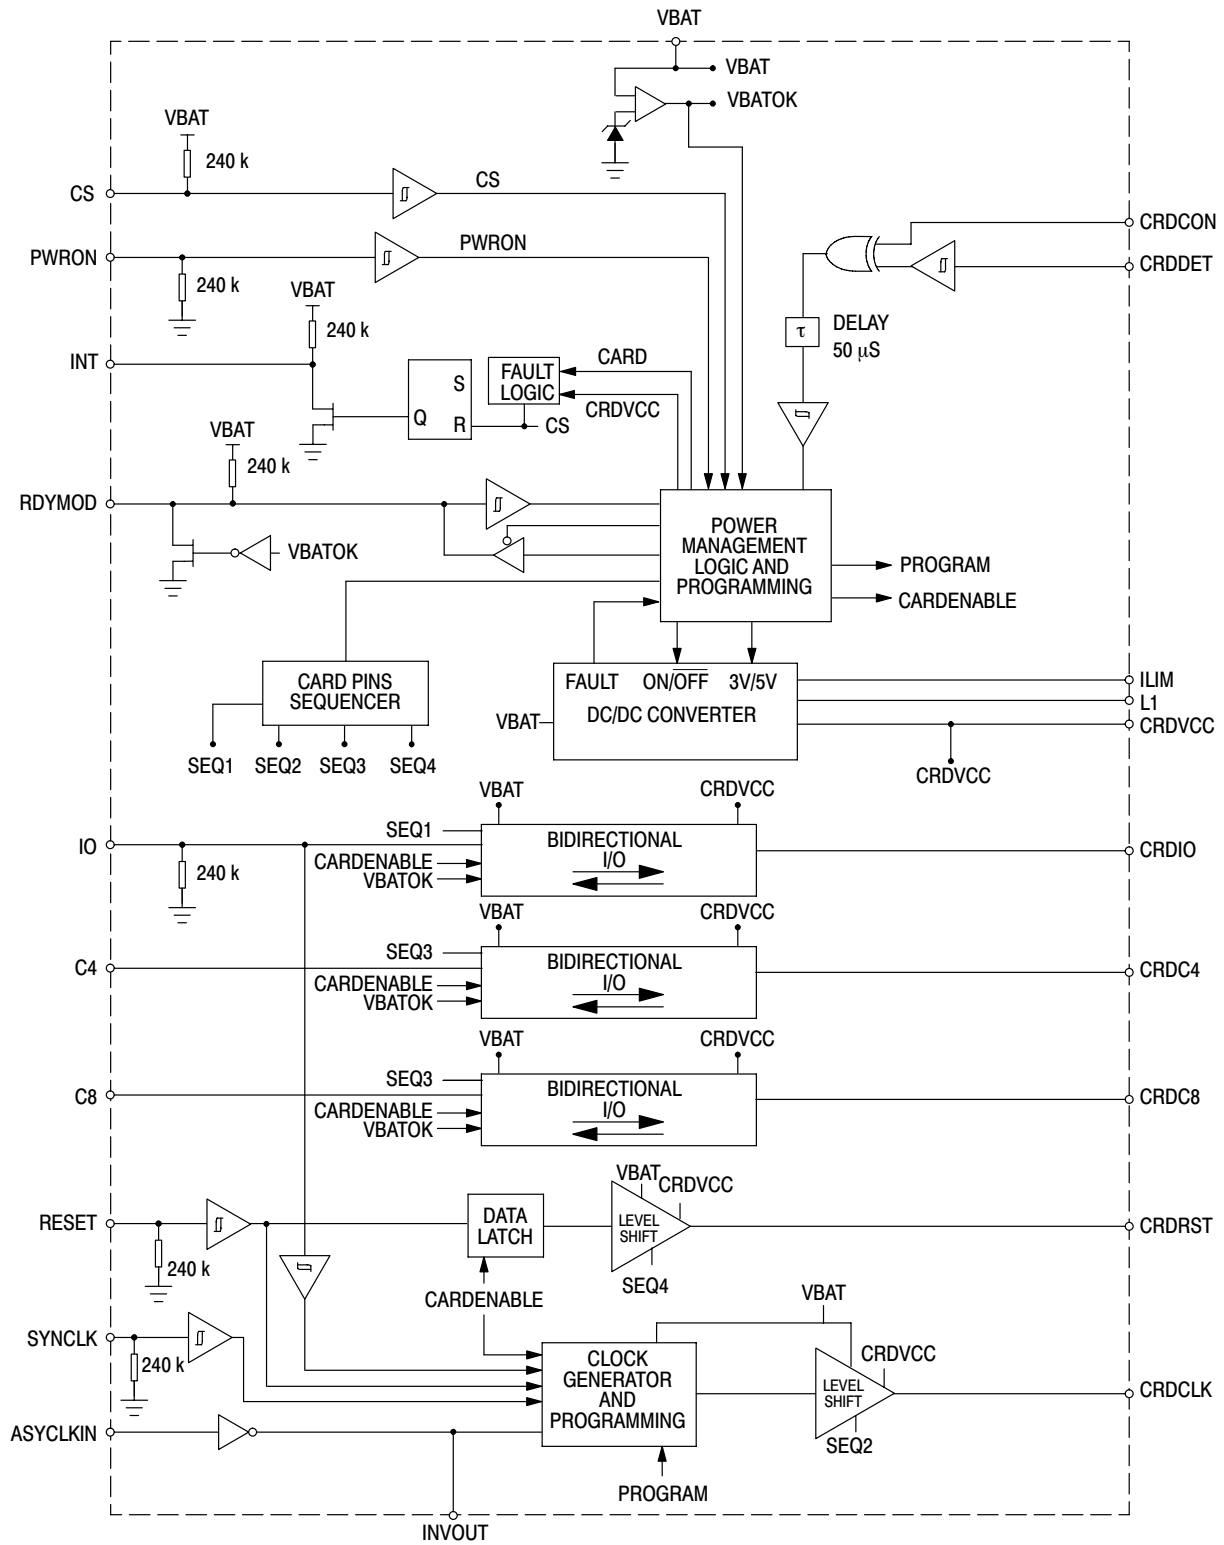 VBAT
VBAT
VBATOK
VBAT
240 k
CS
CS
CRDCON
PWRON
PWRON
CRDDET
240 k
VBAT
240 k
τ
DELAY
50 μS
INT
CARD
FAULT
LOGIC
S
Q
R
CRDVCC
CS
VBAT
240 k
RDYMOD
VBATOK
POWER
MANAGEMENT
LOGIC AND
PROGRAMMING
PROGRAM
CARDENABLE
CARD PINS
SEQUENCER
FAULT
ON/OFF
3V/5V
ILIM
L1
VBAT
DC/DC CONVERTER
CRDVCC
SEQ1
SEQ2
SEQ3
SEQ4
CRDVCC
VBAT
CRDVCC
SEQ1
IO
BIDIRECTIONAL
I/O
CRDIO
CARDENABLE
VBATOK
240 k
VBAT
CRDVCC
SEQ3
C4
BIDIRECTIONAL
I/O
CRDC4
CARDENABLE
VBATOK
VBAT
CRDVCC
SEQ3
C8
BIDIRECTIONAL
I/O
CRDC8
CARDENABLE
VBATOK
VBAT
CRDVCC
RESET
DATA
LATCH
LEVEL
SHIFT
CRDRST
240 k
SEQ4
CARDENABLE
VBAT
SYNCLK
240 k
CLOCK
GENERATOR
AND
PROGRAMMING
CRDVCC
LEVEL
SHIFT
CRDCLK
ASYCLKIN
SEQ2
PROGRAM
INVOUT